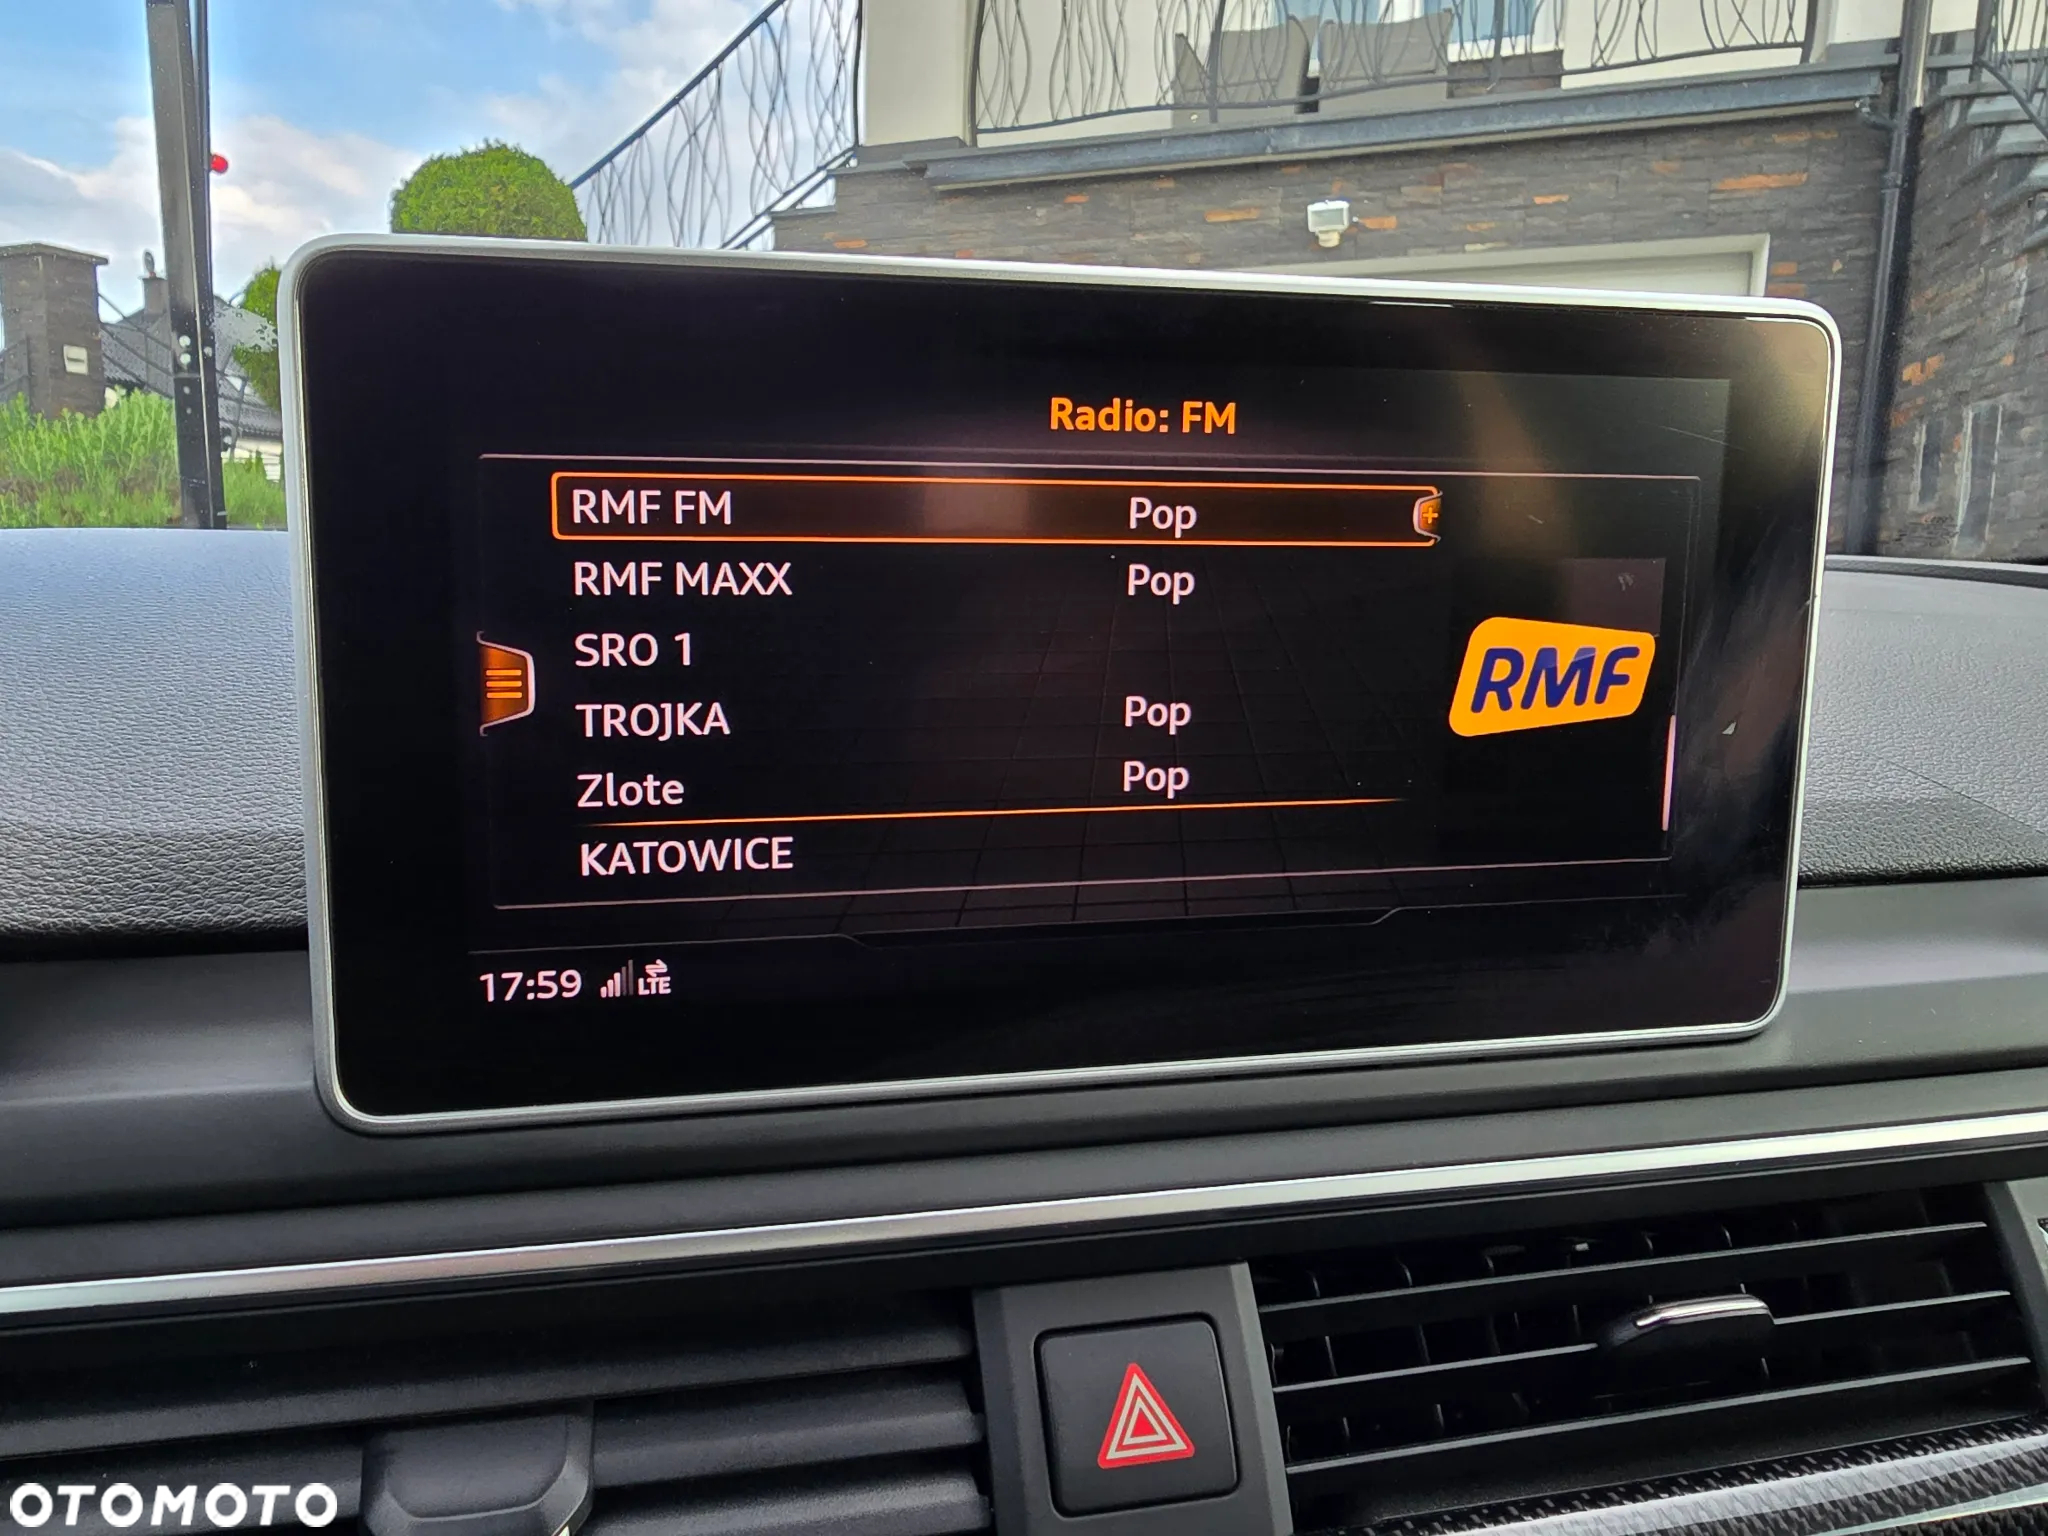 Radio: FM
RMF FM Pop
RMF MAXX Pop
SRO 1
TROJKA Pop
Zlote Pop
KATOWICE
RMF
17:59 LTE
OTOMOTO